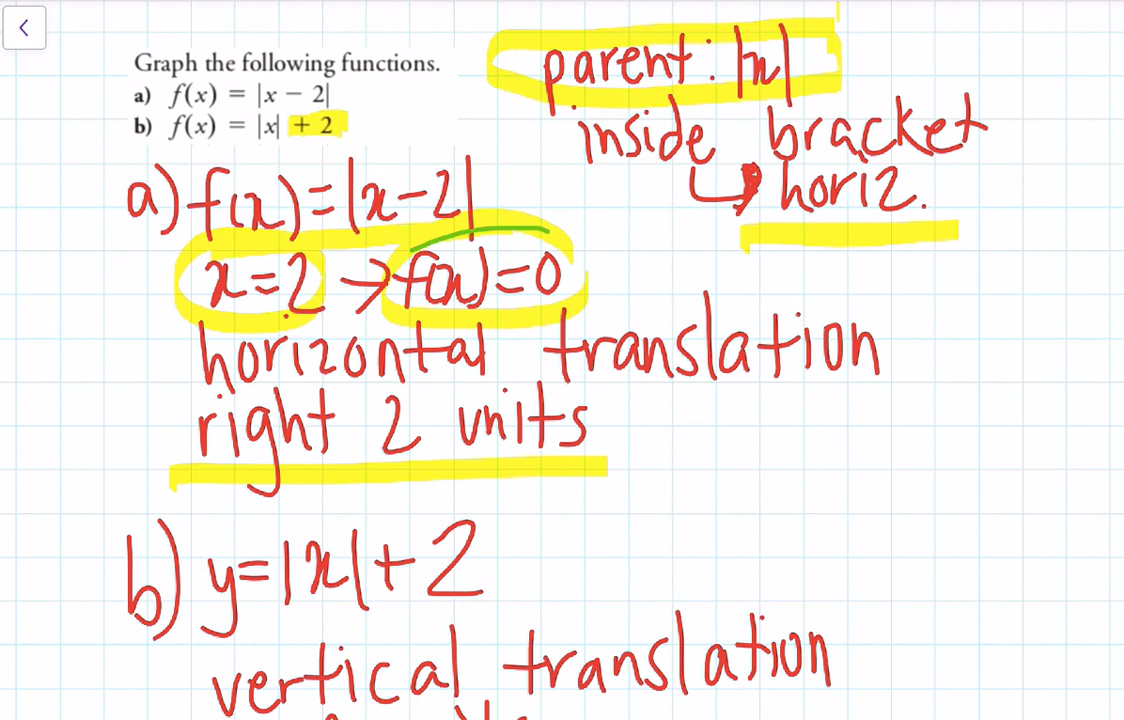 Graph the following functions.
a) f(x) = |x − 2|
b) f(x) = |x| + 2
parent: |x|
inside bracket
↳ horiz.
a) f(x)=|x-2|
x=2 → f(x)=0
horizontal translation
right 2 units
b) y=|x|+2
vertical translation